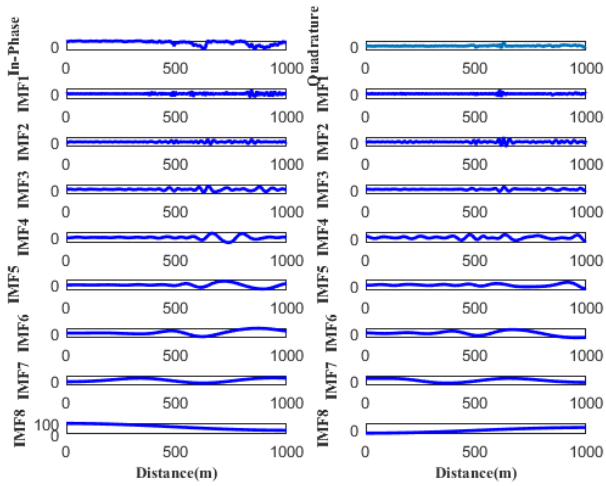 In-Phase 0
0 500 1000
IMF1 0
0 500 1000
IMF2 0
0 500 1000
IMF3 0
0 500 1000
IMF4 0
0 500 1000
IMF5 0
0 500 1000
IMF6 0
0 500 1000
IMF7 0
0 500 1000
IMF8 100 0
0 500 1000
Distance(m)
Quadrature 0
0 500 1000
IMF1 0
0 500 1000
IMF2 0
0 500 1000
IMF3 0
0 500 1000
IMF4 0
0 500 1000
IMF5 0
0 500 1000
IMF6 0
0 500 1000
IMF7 0
0 500 1000
IMF8 0
0 500 1000
Distance(m)